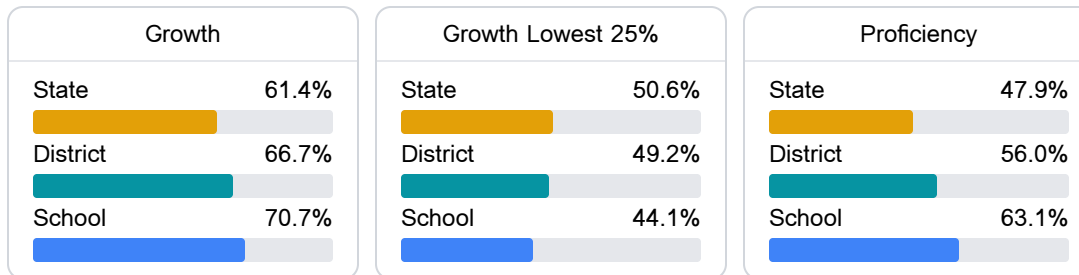 Growth
State 61.4%
District 66.7%
School 70.7%
Growth Lowest 25%
State 50.6%
District 49.2%
School 44.1%
Proficiency
State 47.9%
District 56.0%
School 63.1%